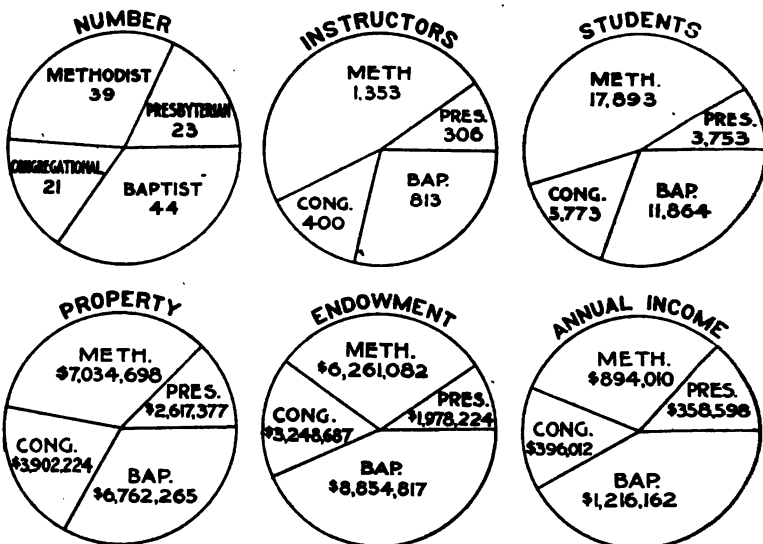 NUMBER
METHODIST
39
PRESBYTERIAN
23
CONGREGATIONAL
21
BAPTIST
44
INSTRUCTORS
METH
1,353
PRES.
306
CONG.
400
BAP.
813
STUDENTS
METH.
17,893
PRES.
3,753
CONG.
5,773
BAP.
11,864
PROPERTY
METH.
$7,034,698
PRES.
$2,617,377
CONG.
$3,902,224
BAP.
$6,762,265
ENDOWMENT
METH.
$6,261,082
PRES.
$1,978,224
CONG.
$3,248,687
BAP.
$8,854,817
ANNUAL INCOME
METH.
$894,010
PRES.
$358,598
CONG.
$396,012
BAP.
$1,216,162